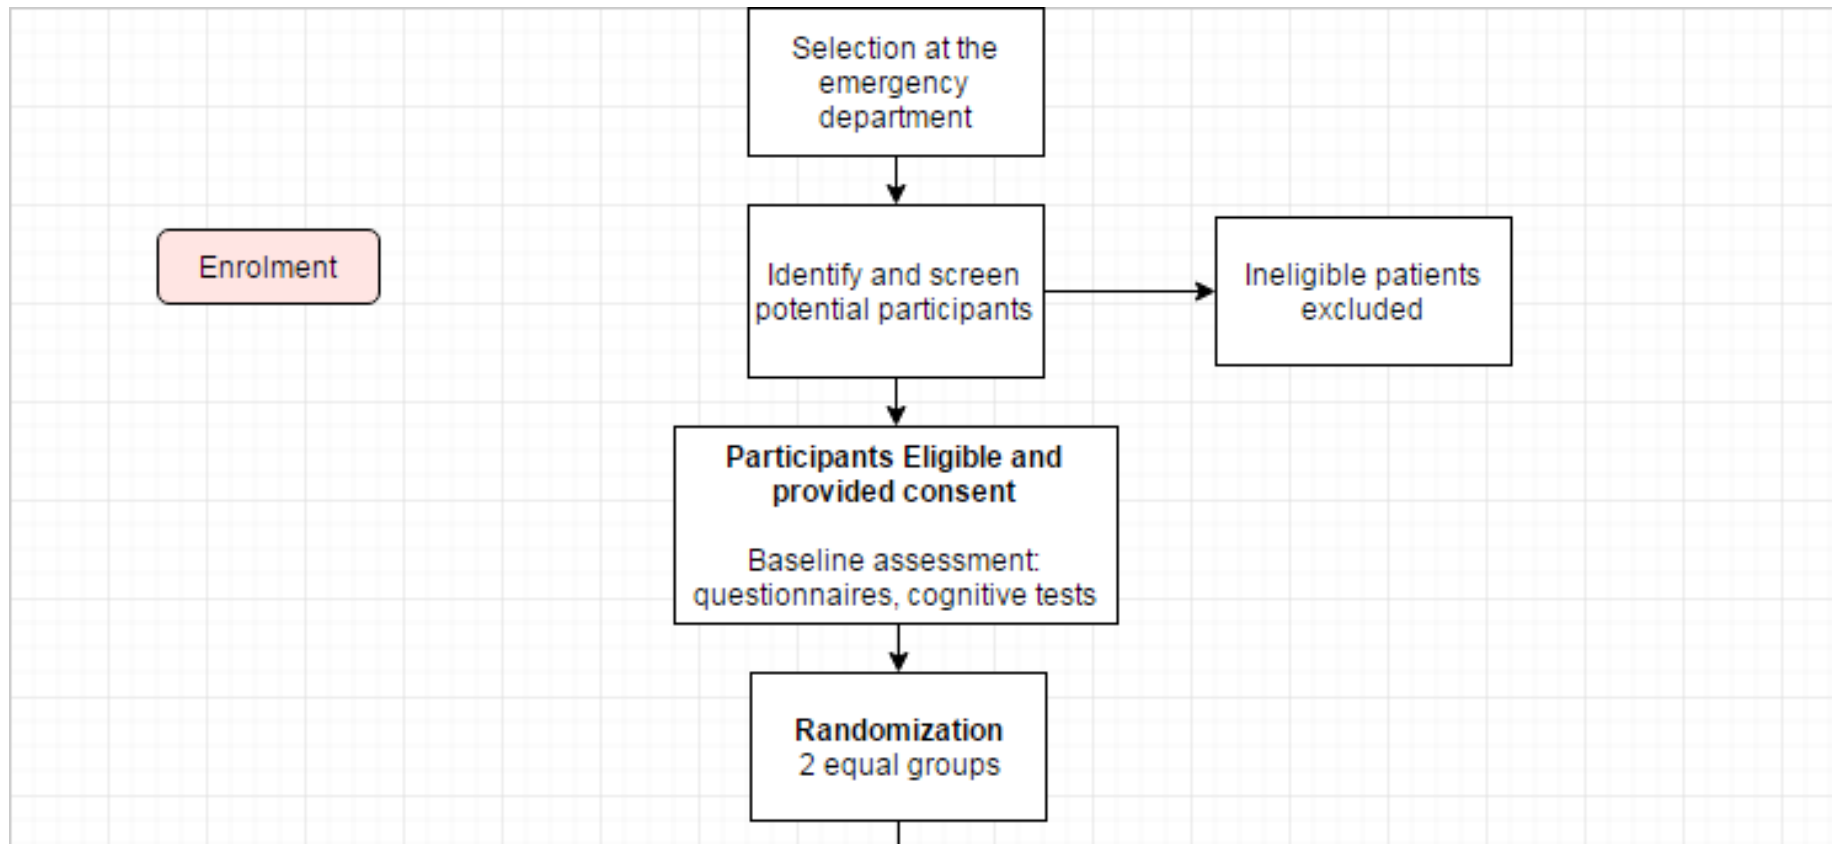 Selection at the
emergency
department
Enrolment
Identify and screen
potential participants
Ineligible patients
excluded
Participants Eligible and
provided consent
Baseline assessment:
questionnaires, cognitive tests
Randomization
2 equal groups